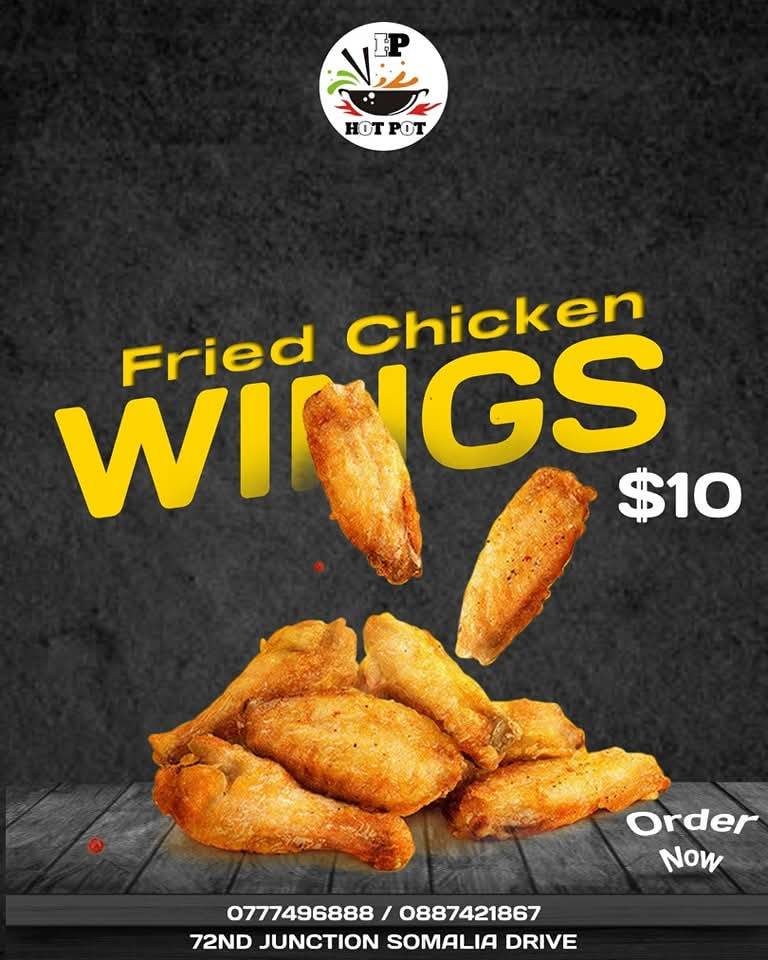 HP
HOT POT
Fried Chicken
WINGS
$10
Order
Now
0777496888 / 0887421867
72ND JUNCTION SOMALIA DRIVE